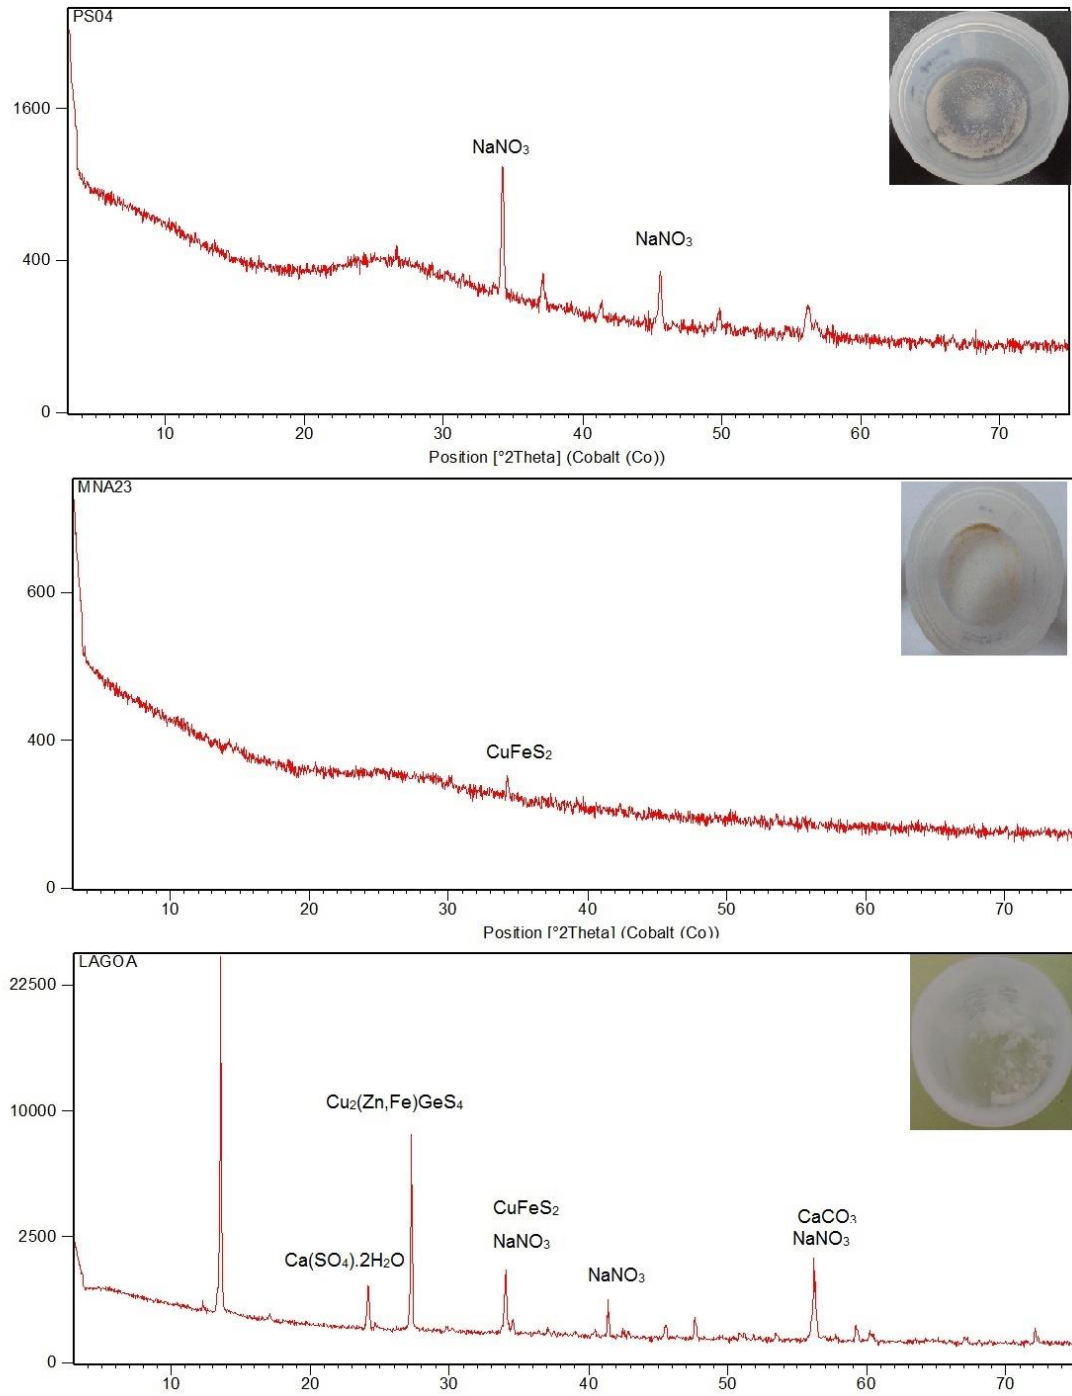 PS04
1600
400
0
NaNO₃
NaNO₃
10 20 30 40 50 60 70
Position [°2Theta] (Cobalt (Co))
MNA23
600
400
0
CuFeS₂
10 20 30 40 50 60 70
Position [°2Theta] (Cobalt (Co))
LAGOA
22500
10000
2500
0
Cu₂(Zn,Fe)GeS₄
Ca(SO₄).2H₂O
CuFeS₂
NaNO₃
NaNO₃
CaCO₃
NaNO₃
10 20 30 40 50 60 70